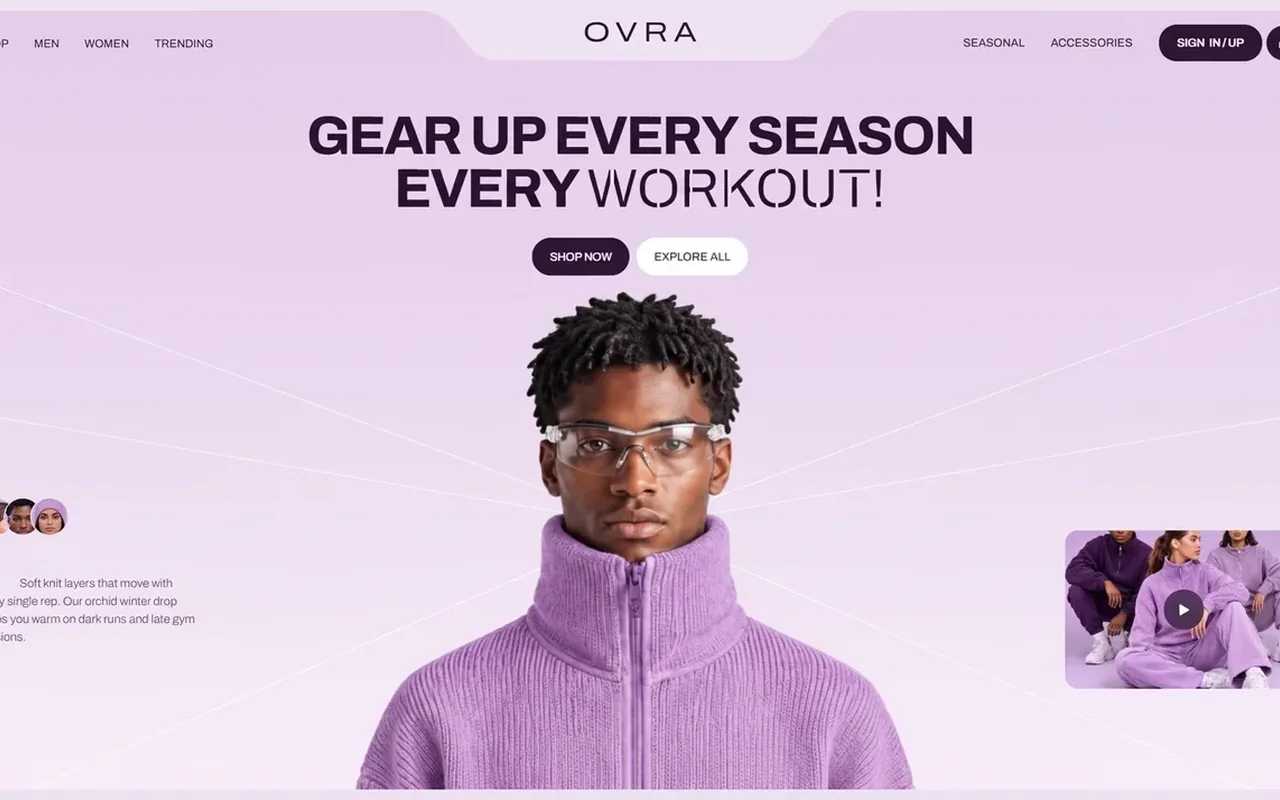 OVRA
MEN WOMEN TRENDING
SEASONAL ACCESSORIES SIGN IN/UP
GEAR UP EVERY SEASON
EVERY WORKOUT!
SHOP NOW EXPLORE ALL
Soft knit layers that move with
single rep. Our orchid winter drop
you warm on dark runs and late gym